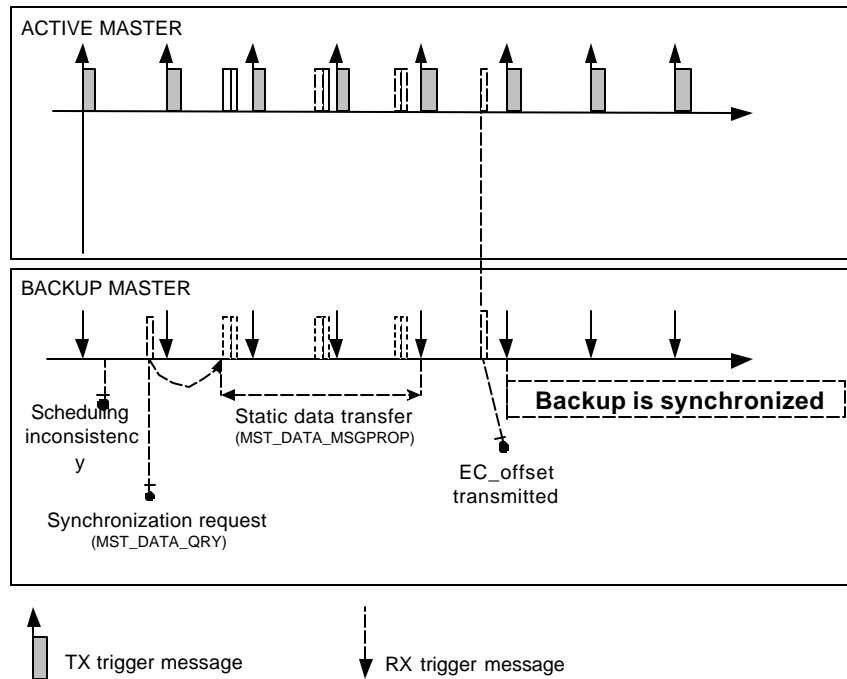 ACTIVE MASTER
BACKUP MASTER
Scheduling
inconsistenc
y
Static data transfer
(MST_DATA_MSGPROP)
Backup is synchronized
EC_offset
transmitted
Synchronization request
(MST_DATA_QRY)
TX trigger message
RX trigger message